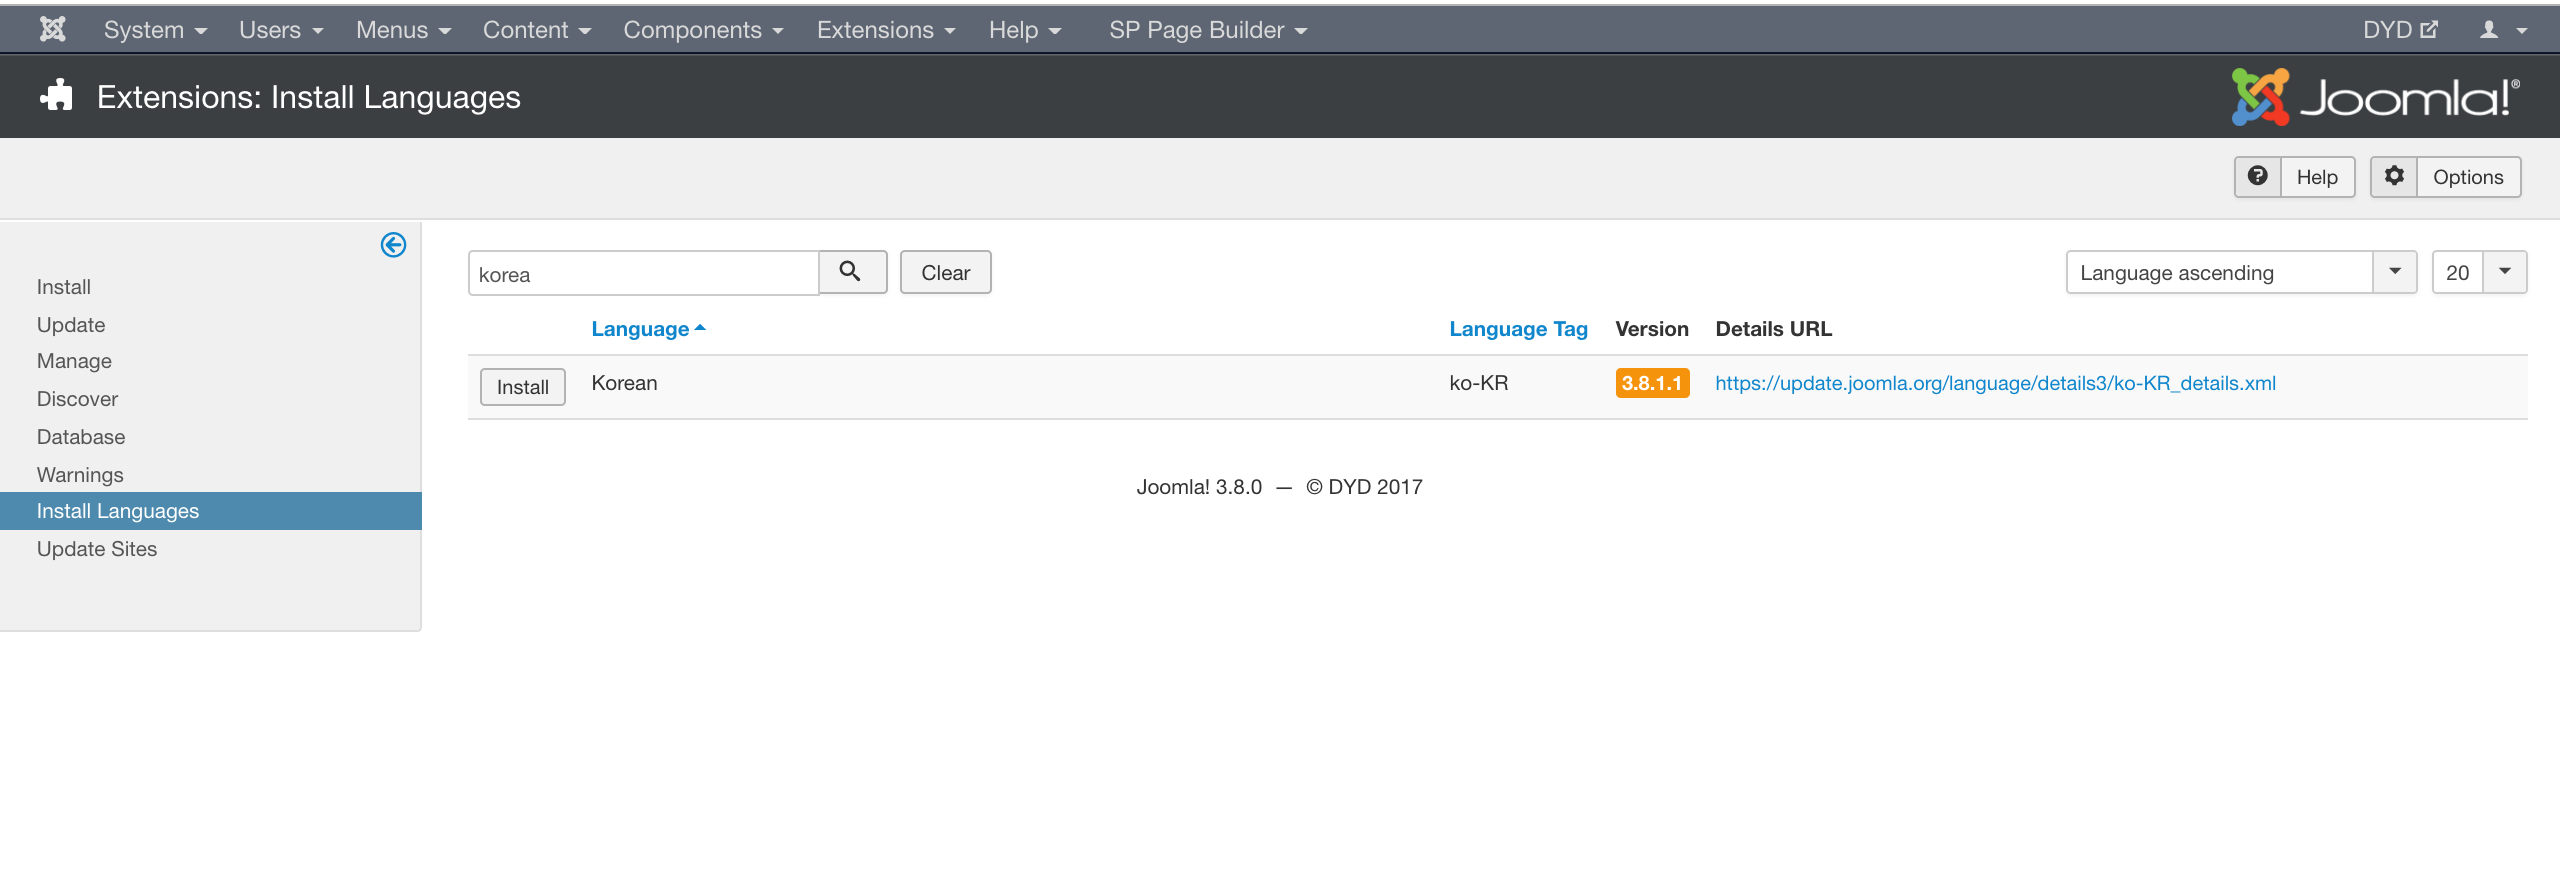 System Users Menus Content Components Extensions Help SP Page Builder DYD
Extensions: Install Languages
Joomla!®
Help Options
Install
Update
Manage
Discover
Database
Warnings
Install Languages
Update Sites
korea Clear Language ascending 20
Language Language Tag Version Details URL
Install Korean ko-KR 3.8.1.1 https://update.joomla.org/language/details3/ko-KR_details.xml
Joomla! 3.8.0 — © DYD 2017